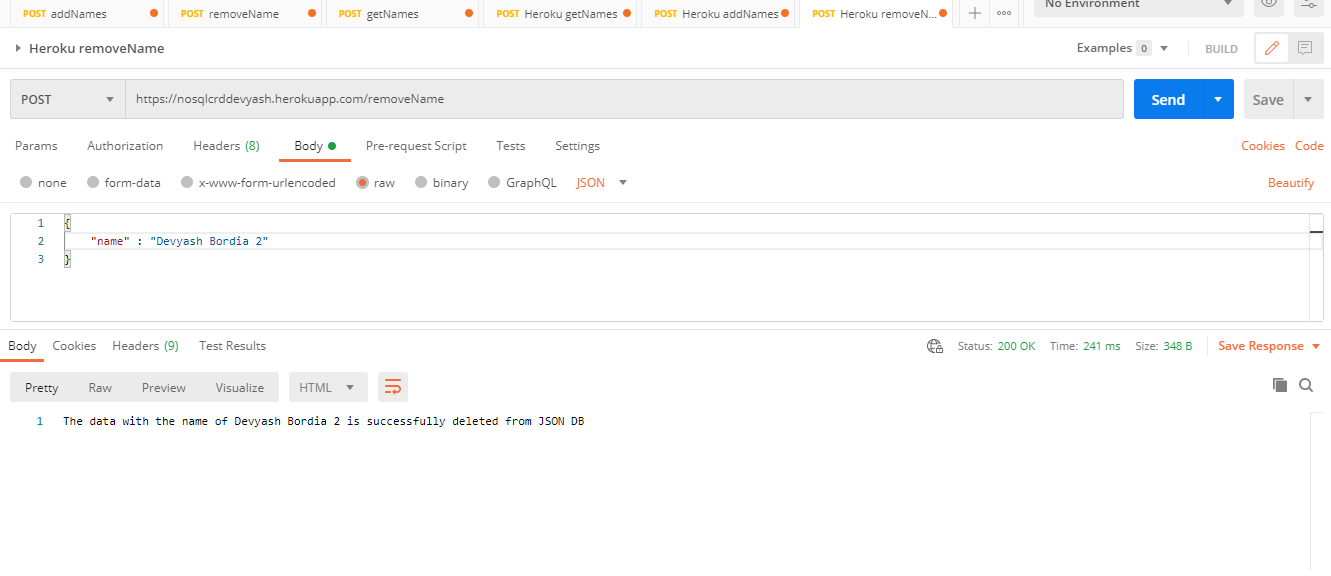 POST addNames POST removeName POST getNames POST Heroku getNames POST Heroku addNames POST Heroku removeN... No Environment
Heroku removeName Examples 0 BUILD
POST https://nosqlcrddevyash.herokuapp.com/removeName Send Save
Params Authorization Headers (8) Body Pre-request Script Tests Settings Cookies Code
none form-data x-www-form-urlencoded raw binary GraphQL JSON Beautify
1 {
2 "name" : "Devyash Bordia 2"
3 }
Body Cookies Headers (9) Test Results Status: 200 OK Time: 241 ms Size: 348 B Save Response
Pretty Raw Preview Visualize HTML
1 The data with the name of Devyash Bordia 2 is successfully deleted from JSON DB